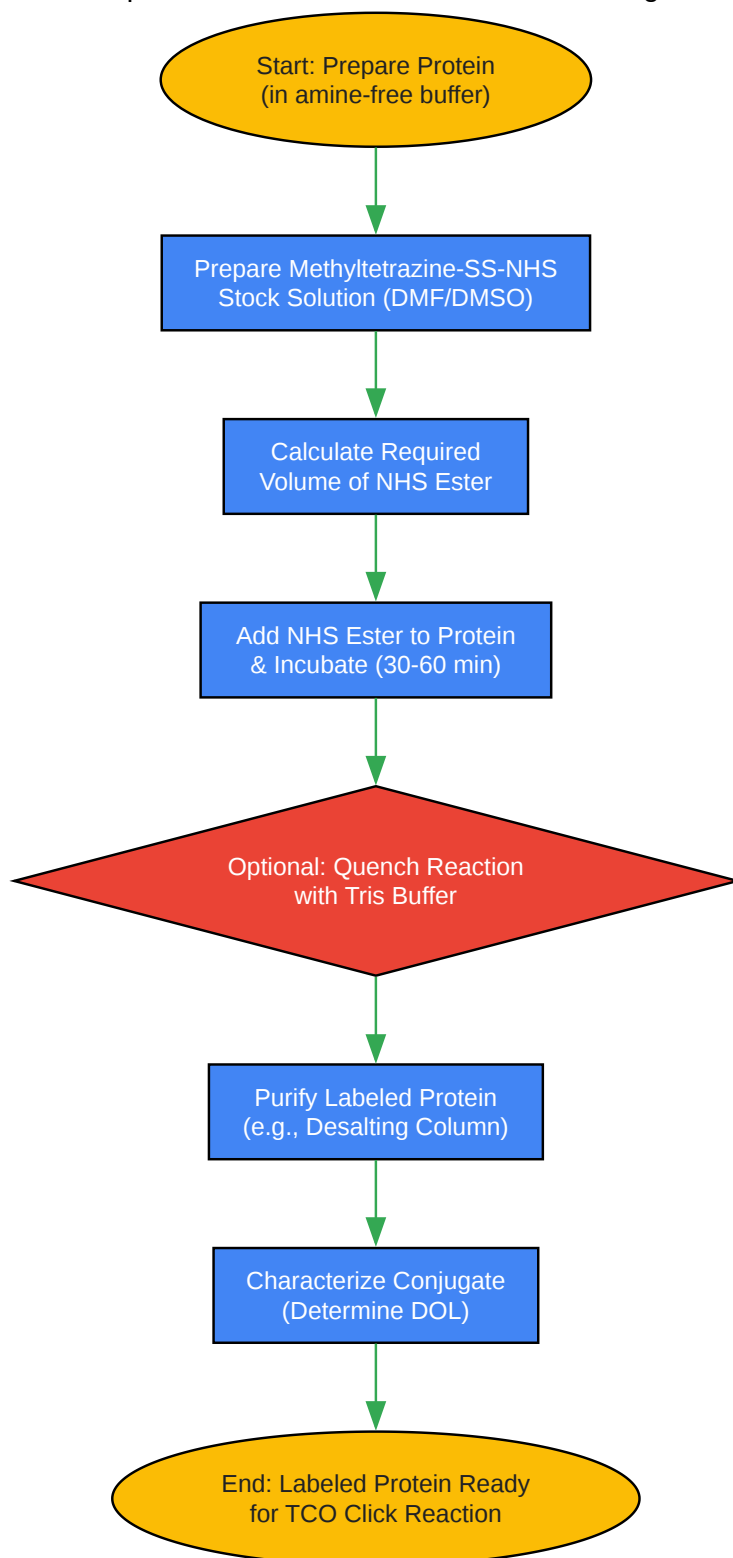 Start: Prepare Protein
(in amine-free buffer)
Prepare Methyltetrazine-SS-NHS
Stock Solution (DMF/DMSO)
Calculate Required
Volume of NHS Ester
Add NHS Ester to Protein
& Incubate (30-60 min)
Optional: Quench Reaction
with Tris Buffer
Purify Labeled Protein
(e.g., Desalting Column)
Characterize Conjugate
(Determine DOL)
End: Labeled Protein Ready
for TCO Click Reaction